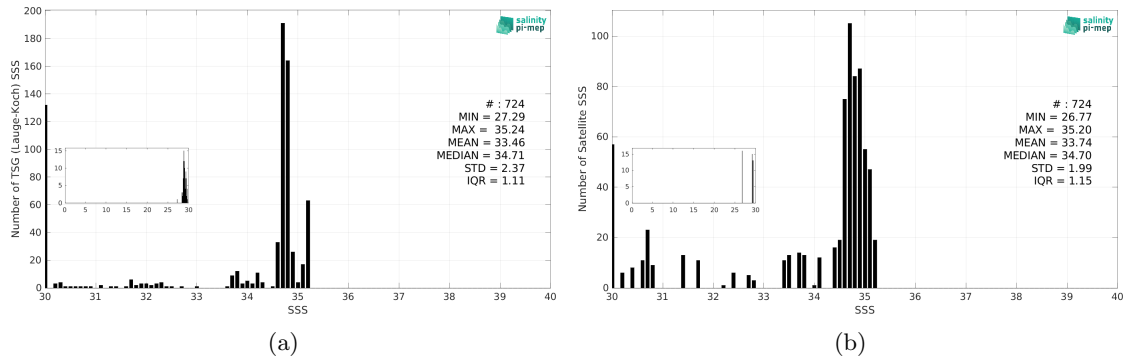 200
180
160
140
120
100
80
60
40
20
0
Number of TSG (Lauge-Koch) SSS
salinity
pi-mep
# : 724
MIN = 27.29
MAX = 35.24
MEAN = 33.46
MEDIAN = 34.71
STD = 2.37
IQR = 1.11
15
10
5
0
0 5 10 15 20 25 30
30 31 32 33 34 35 36 37 38 39 40
SSS
(a)
100
80
60
40
20
0
Number of Satellite SSS
salinity
pi-mep
# : 724
MIN = 26.77
MAX = 35.20
MEAN = 33.74
MEDIAN = 34.70
STD = 1.99
IQR = 1.15
15
10
5
0
0 5 10 15 20 25 30
30 31 32 33 34 35 36 37 38 39 40
SSS
(b)